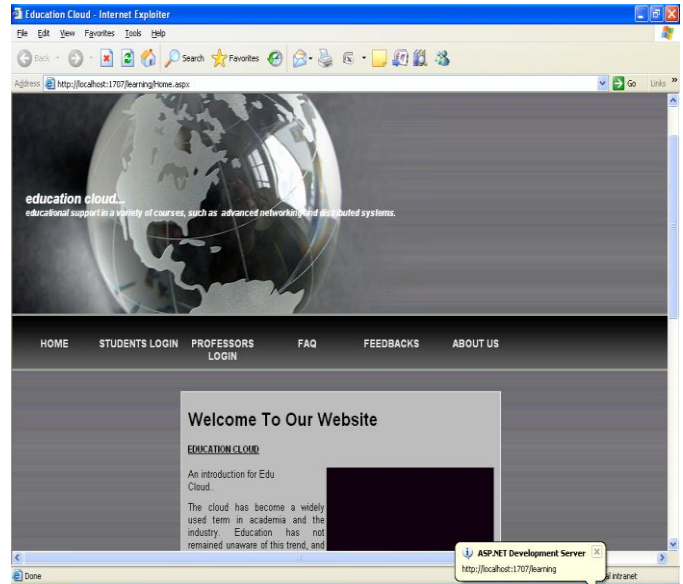 Education Cloud - Internet Exploiter
File Edit View Favorites Tools Help
Back Search Favorites
Address http://localhost:1707/learning/Home.aspx Go Links »
education cloud...
educational support in a variety of courses, such as advanced networking and distributed systems.
HOME STUDENTS LOGIN PROFESSORS LOGIN FAQ FEEDBACKS ABOUT US
Welcome To Our Website
EDUCATION CLOUD
An introduction for Edu
Cloud..
The cloud has become a widely
used term in academia and the
industry. Education has not
remained unaware of this trend, and
ASP.NET Development Server
http://localhost:1707/learning
Done intranet